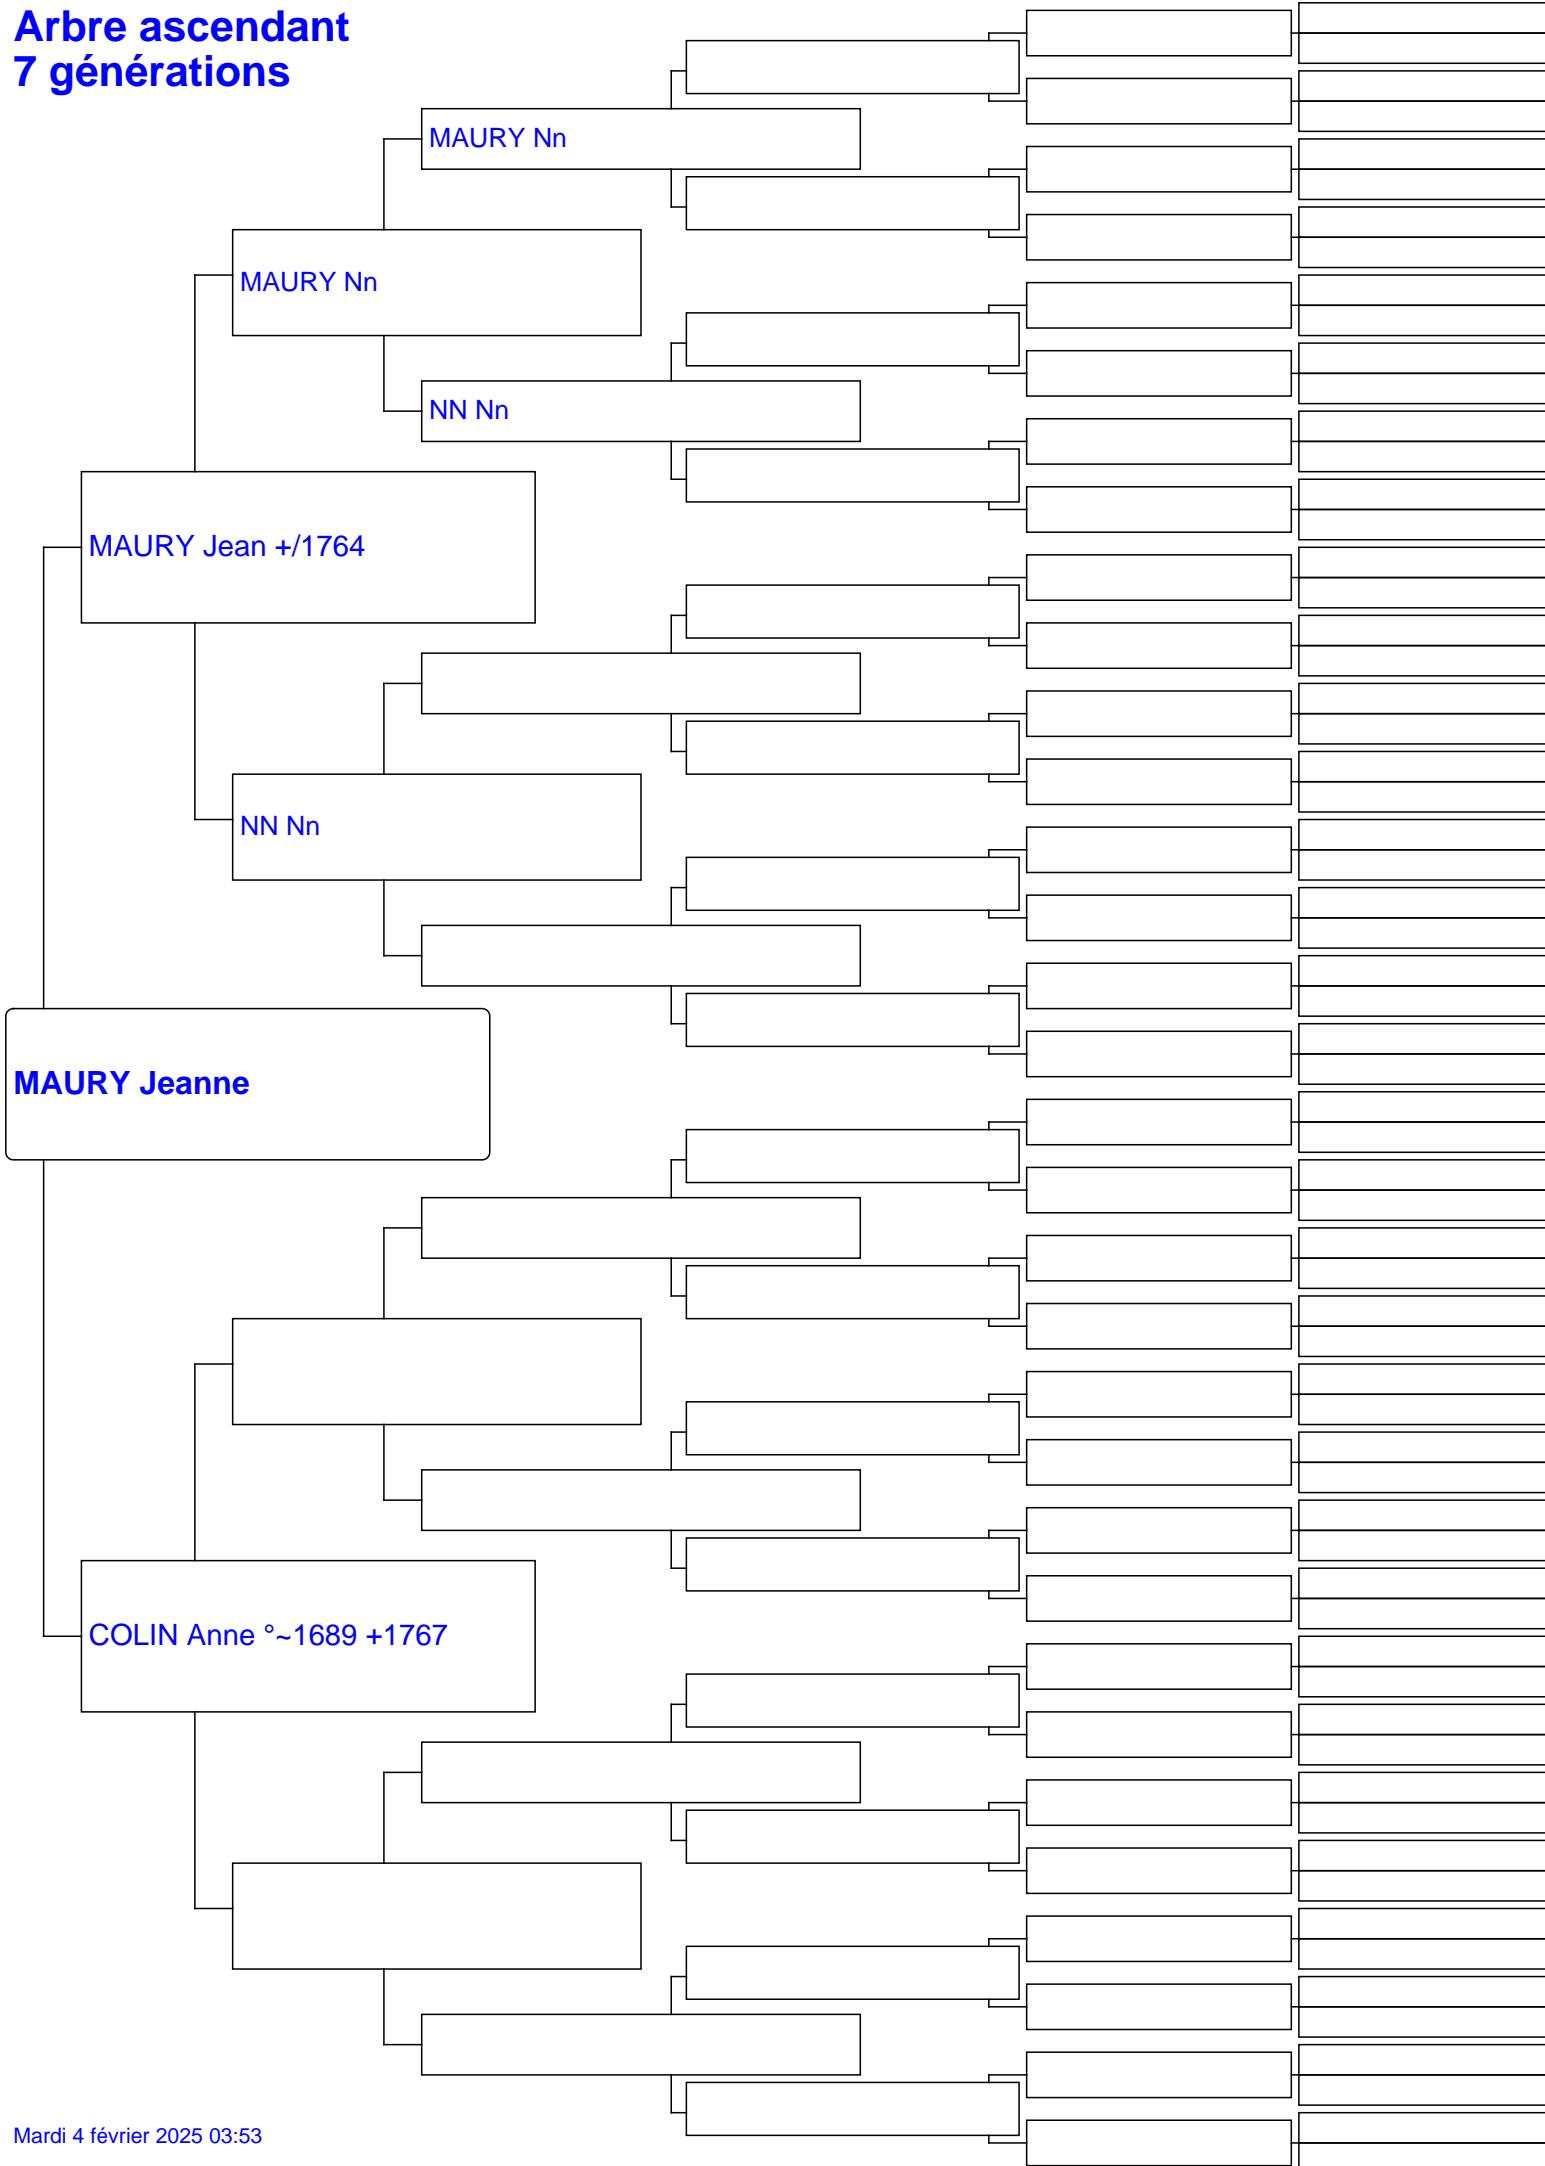 Arbre ascendant
7 générations
MAURY Nn
MAURY Nn
NN Nn
MAURY Jean +/1764
NN Nn
MAURY Jeanne
COLIN Anne °~1689 +1767
Mardi 4 février 2025 03:53